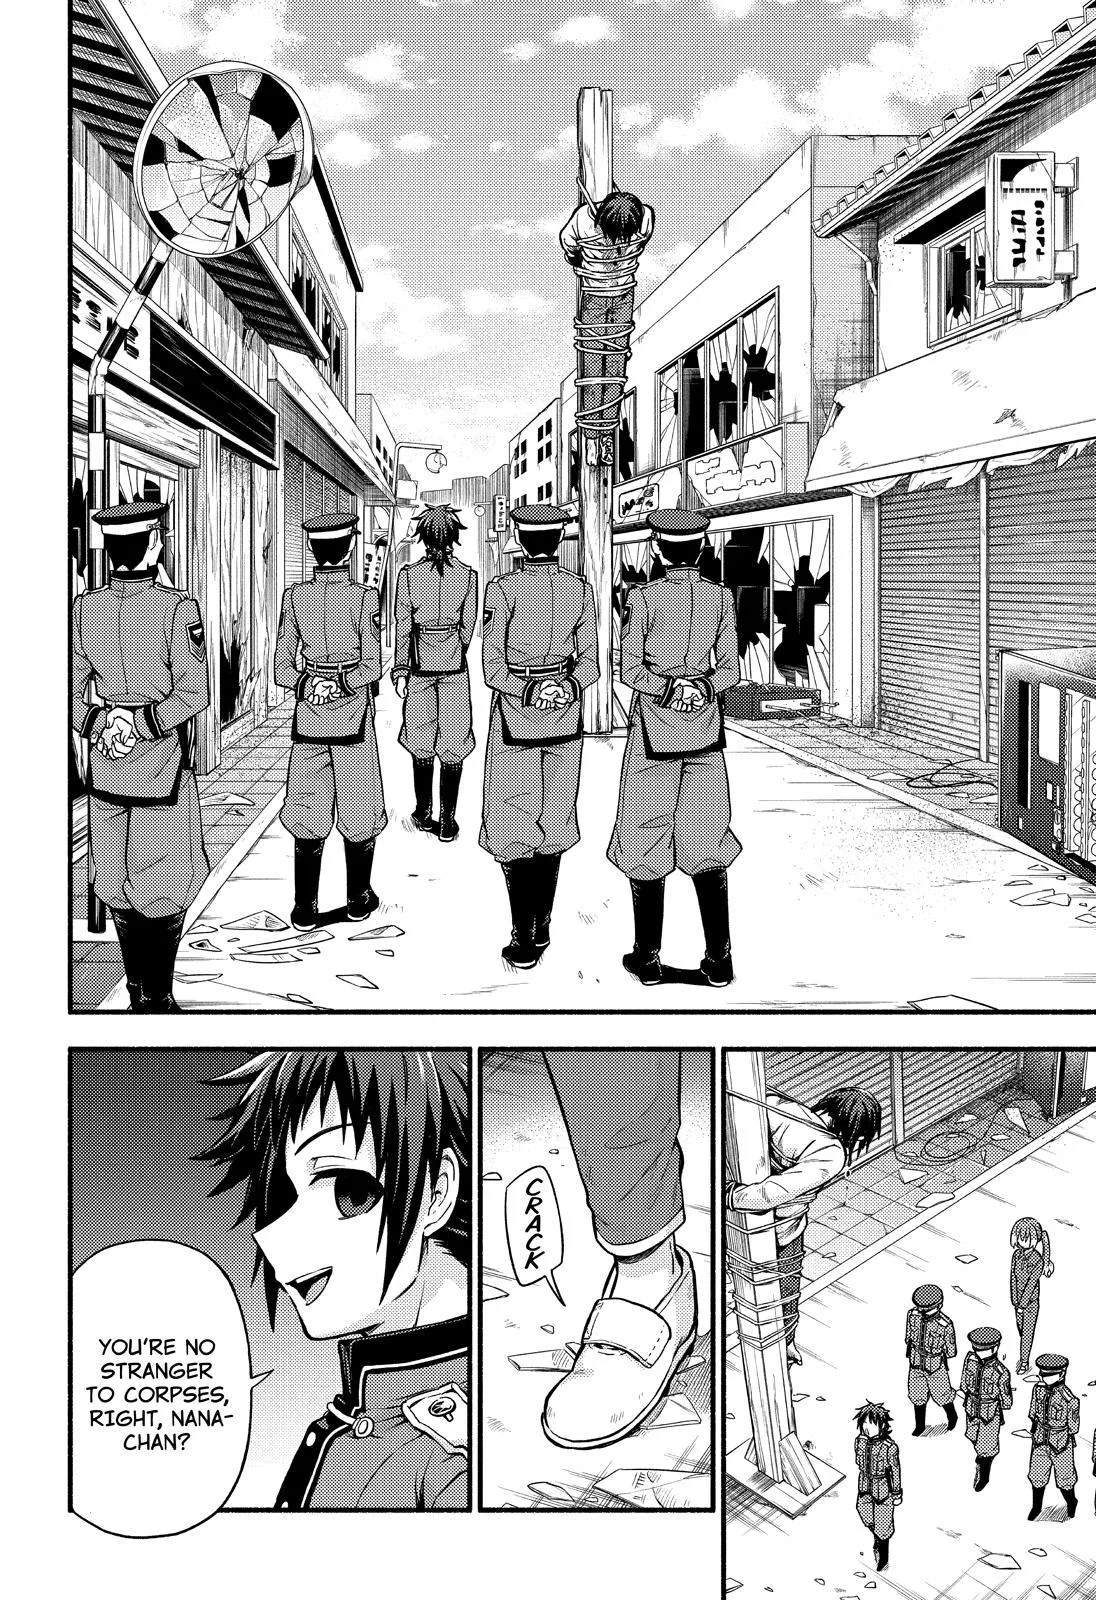 CRACK
YOU'RE NO
STRANGER
TO CORPSES,
RIGHT, NANA-
CHAN?